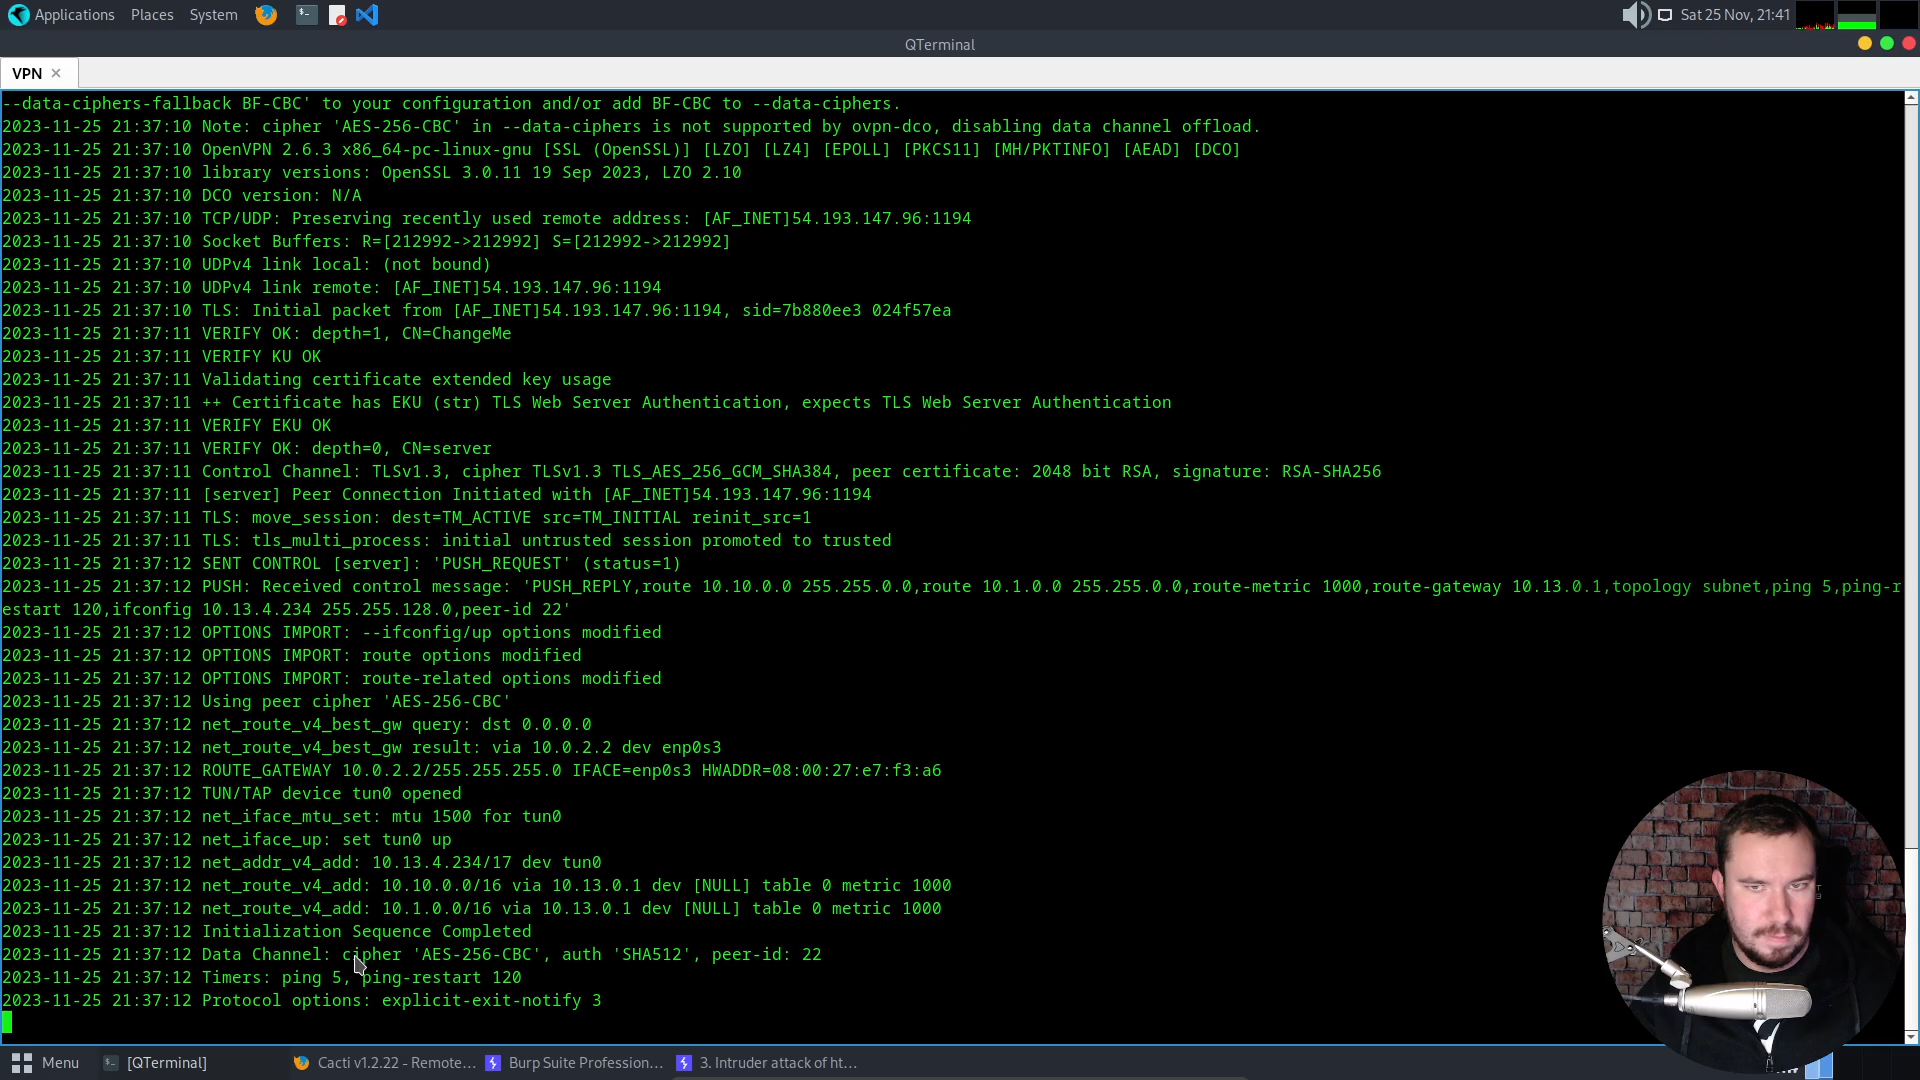 Applications Places System
Sat 25 Nov, 21:41
QTerminal
VPN
--data-ciphers-fallback BF-CBC' to your configuration and/or add BF-CBC to --data-ciphers.
2023-11-25 21:37:10 Note: cipher 'AES-256-CBC' in --data-ciphers is not supported by ovpn-dco, disabling data channel offload.
2023-11-25 21:37:10 OpenVPN 2.6.3 x86_64-pc-linux-gnu [SSL (OpenSSL)] [LZO] [LZ4] [EPOLL] [PKCS11] [MH/PKTINFO] [AEAD] [DCO]
2023-11-25 21:37:10 library versions: OpenSSL 3.0.11 19 Sep 2023, LZO 2.10
2023-11-25 21:37:10 DCO version: N/A
2023-11-25 21:37:10 TCP/UDP: Preserving recently used remote address: [AF_INET]54.193.147.96:1194
2023-11-25 21:37:10 Socket Buffers: R=[212992->212992] S=[212992->212992]
2023-11-25 21:37:10 UDPv4 link local: (not bound)
2023-11-25 21:37:10 UDPv4 link remote: [AF_INET]54.193.147.96:1194
2023-11-25 21:37:10 TLS: Initial packet from [AF_INET]54.193.147.96:1194, sid=7b880ee3 024f57ea
2023-11-25 21:37:11 VERIFY OK: depth=1, CN=ChangeMe
2023-11-25 21:37:11 VERIFY KU OK
2023-11-25 21:37:11 Validating certificate extended key usage
2023-11-25 21:37:11 ++ Certificate has EKU (str) TLS Web Server Authentication, expects TLS Web Server Authentication
2023-11-25 21:37:11 VERIFY EKU OK
2023-11-25 21:37:11 VERIFY OK: depth=0, CN=server
2023-11-25 21:37:11 Control Channel: TLSv1.3, cipher TLSv1.3 TLS_AES_256_GCM_SHA384, peer certificate: 2048 bit RSA, signature: RSA-SHA256
2023-11-25 21:37:11 [server] Peer Connection Initiated with [AF_INET]54.193.147.96:1194
2023-11-25 21:37:11 TLS: move_session: dest=TM_ACTIVE src=TM_INITIAL reinit_src=1
2023-11-25 21:37:11 TLS: tls_multi_process: initial untrusted session promoted to trusted
2023-11-25 21:37:12 SENT CONTROL [server]: 'PUSH_REQUEST' (status=1)
2023-11-25 21:37:12 PUSH: Received control message: 'PUSH_REPLY,route 10.10.0.0 255.255.0.0,route 10.1.0.0 255.255.0.0,route-metric 1000,route-gateway 10.13.0.1,topology subnet,ping 5,ping-r
estart 120,ifconfig 10.13.4.234 255.255.128.0,peer-id 22'
2023-11-25 21:37:12 OPTIONS IMPORT: --ifconfig/up options modified
2023-11-25 21:37:12 OPTIONS IMPORT: route options modified
2023-11-25 21:37:12 OPTIONS IMPORT: route-related options modified
2023-11-25 21:37:12 Using peer cipher 'AES-256-CBC'
2023-11-25 21:37:12 net_route_v4_best_gw query: dst 0.0.0.0
2023-11-25 21:37:12 net_route_v4_best_gw result: via 10.0.2.2 dev enp0s3
2023-11-25 21:37:12 ROUTE_GATEWAY 10.0.2.2/255.255.255.0 IFACE=enp0s3 HWADDR=08:00:27:e7:f3:a6
2023-11-25 21:37:12 TUN/TAP device tun0 opened
2023-11-25 21:37:12 net_iface_mtu_set: mtu 1500 for tun0
2023-11-25 21:37:12 net_iface_up: set tun0 up
2023-11-25 21:37:12 net_addr_v4_add: 10.13.4.234/17 dev tun0
2023-11-25 21:37:12 net_route_v4_add: 10.10.0.0/16 via 10.13.0.1 dev [NULL] table 0 metric 1000
2023-11-25 21:37:12 net_route_v4_add: 10.1.0.0/16 via 10.13.0.1 dev [NULL] table 0 metric 1000
2023-11-25 21:37:12 Initialization Sequence Completed
2023-11-25 21:37:12 Data Channel: cipher 'AES-256-CBC', auth 'SHA512', peer-id: 22
2023-11-25 21:37:12 Timers: ping 5, ping-restart 120
2023-11-25 21:37:12 Protocol options: explicit-exit-notify 3
Menu [QTerminal] Cacti v1.2.22 - Remote... Burp Suite Profession... 3. Intruder attack of ht...